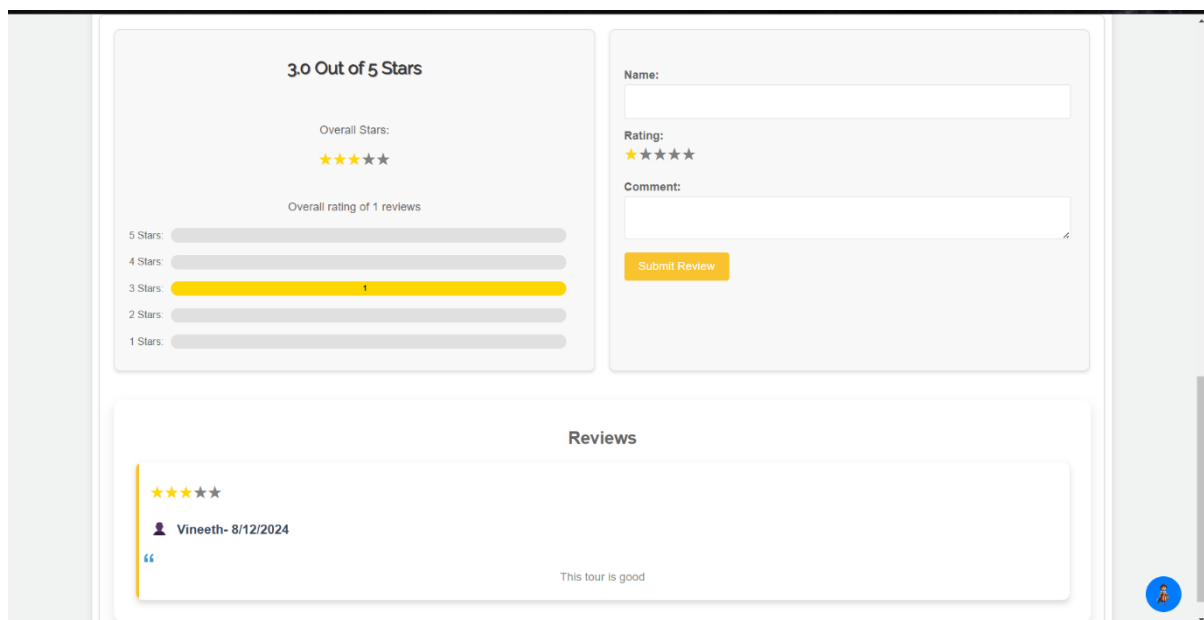 3.0 Out of 5 Stars
Overall Stars:
★★★★★
Overall rating of 1 reviews
5 Stars:
4 Stars:
3 Stars: 1
2 Stars:
1 Stars:
Name:
Rating:
★★★★★
Comment:
Submit Review
Reviews
★★★★★
Vineeth- 8/12/2024
“
This tour is good